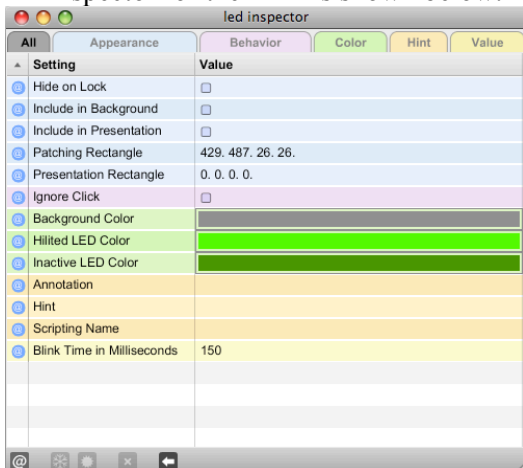 led inspector
All Appearance Behavior Color Hint Value
Setting Value
@ Hide on Lock
@ Include in Background
@ Include in Presentation
@ Patching Rectangle 429. 487. 26. 26.
@ Presentation Rectangle 0. 0. 0. 0.
@ Ignore Click
@ Background Color
@ Hilited LED Color
@ Inactive LED Color
@ Annotation
@ Hint
@ Scripting Name
@ Blink Time in Milliseconds 150
@